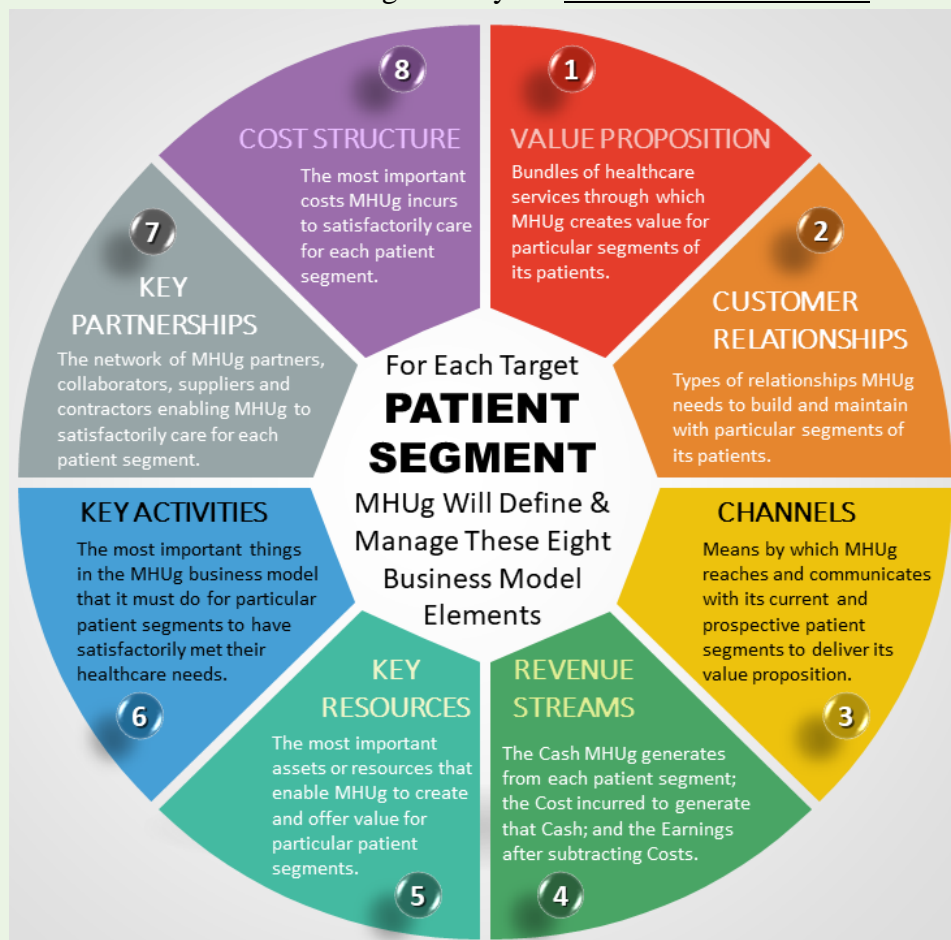 1
VALUE PROPOSITION
Bundles of healthcare
services through which
MHUg creates value for
particular segments of
its patients.
2
CUSTOMER
RELATIONSHIPS
Types of relationships MHUg
needs to build and maintain
with particular segments of
its patients.
CHANNELS
Means by which MHUg
reaches and communicates
with its current and
prospective patient
segments to deliver its
value proposition.
3
REVENUE
STREAMS
The Cash MHUg generates
from each patient segment;
the Cost incurred to generate
that Cash; and the Earnings
after subtracting Costs.
4
KEY
RESOURCES
The most important
assets or resources that
enable MHUg to create
and offer value for
particular patient
segments.
5
KEY ACTIVITIES
The most important things
in the MHUg business model
that it must do for particular
patient segments to have
satisfactorily met their
healthcare needs.
6
7
KEY
PARTNERSHIPS
The network of MHUg partners,
collaborators, suppliers and
contractors enabling MHUg to
satisfactorily care for each
patient segment.
8
COST STRUCTURE
The most important
costs MHUg incurs
to satisfactorily care
for each patient
segment.
For Each Target
PATIENT
SEGMENT
MHUg Will Define &
Manage These Eight
Business Model
Elements